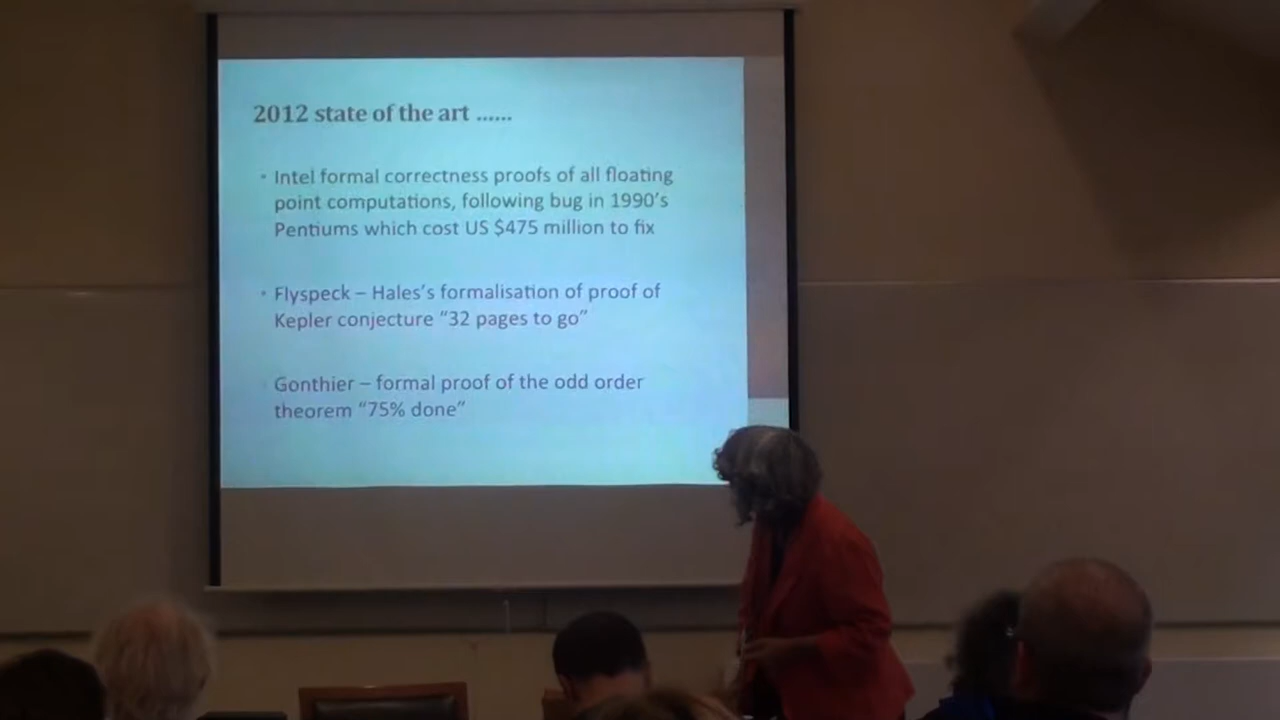 2012 state of the art ......
• Intel formal correctness proofs of all floating
point computations, following bug in 1990's
Pentiums which cost US $475 million to fix
• Flyspeck – Hales's formalisation of proof of
Kepler conjecture "32 pages to go"
• Gonthier – formal proof of the odd order
theorem "75% done"